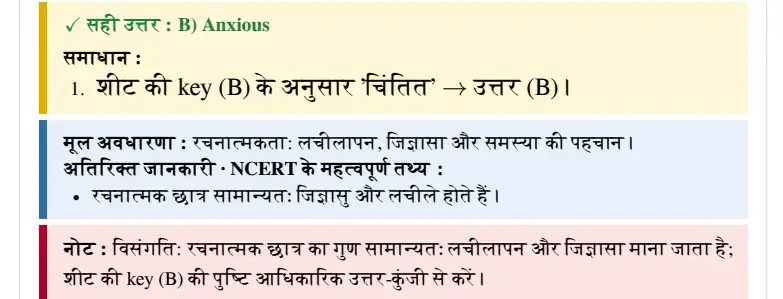 ✓ सही उत्तर : B) Anxious
समाधान :
1. शीट की key (B) के अनुसार ’चिंतित’ → उत्तर (B)।
मूल अवधारणा : रचनात्मकता: लचीलापन, जिज्ञासा और समस्या की पहचान।
अतिरिक्त जानकारी · NCERT के महत्वपूर्ण तथ्य :
• रचनात्मक छात्र सामान्यतः जिज्ञासु और लचीले होते हैं।
नोट : विसंगति: रचनात्मक छात्र का गुण सामान्यतः लचीलापन और जिज्ञासा माना जाता है;
शीट की key (B) की पुष्टि आधिकारिक उत्तर-कुंजी से करें।